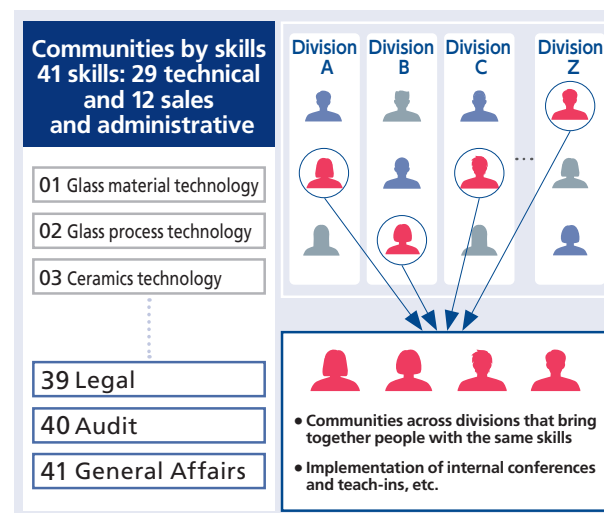 Communities by skills
41 skills: 29 technical
and 12 sales
and administrative
01 Glass material technology
02 Glass process technology
03 Ceramics technology
39 Legal
40 Audit
41 General Affairs
Division
A
Division
B
Division
C
Division
Z
...
• Communities across divisions that bring
together people with the same skills
• Implementation of internal conferences
and teach-ins, etc.